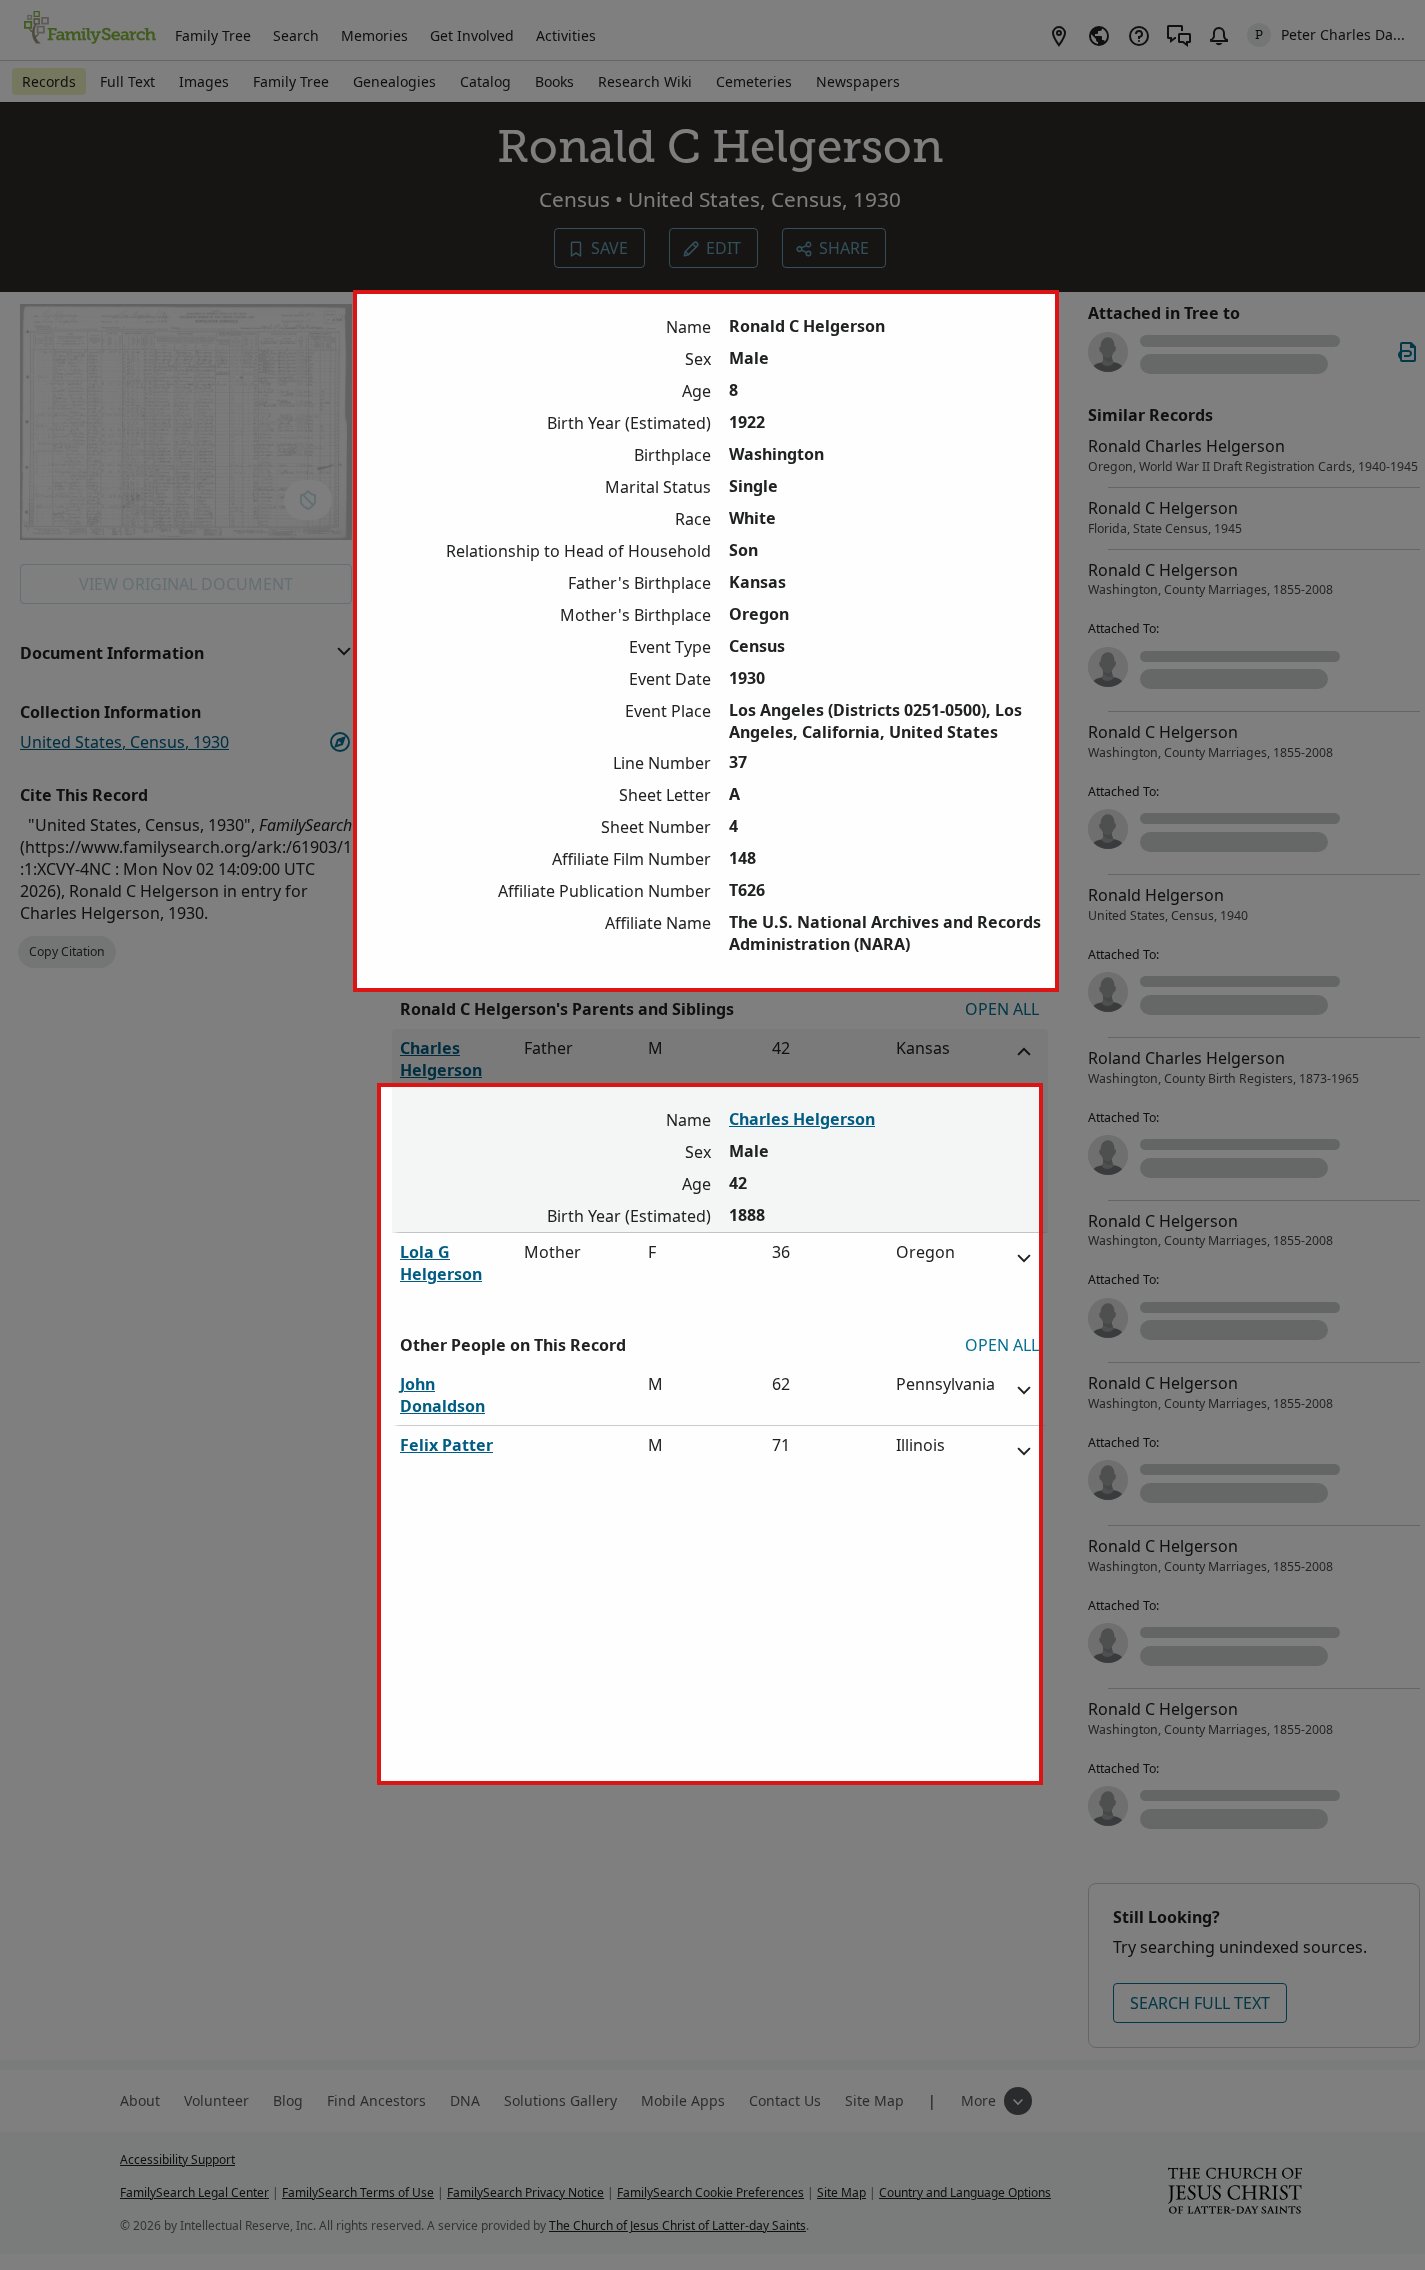 FamilySearch
Family Tree
Search
Memories
Get Involved
Activities
P
Peter Charles Da...
Records
Full Text
Images
Family Tree
Genealogies
Catalog
Books
Research Wiki
Cemeteries
Newspapers
Ronald C Helgerson
Census • United States, Census, 1930
SAVE
EDIT
SHARE
VIEW ORIGINAL DOCUMENT
Document Information
Collection Information
United States, Census, 1930
Cite This Record
"United States, Census, 1930", FamilySearch
(https://www.familysearch.org/ark:/61903/1
:1:XCVY-4NC : Mon Nov 02 14:09:00 UTC
2026), Ronald C Helgerson in entry for
Charles Helgerson, 1930.
Copy Citation
Name Ronald C Helgerson
Sex Male
Age 8
Birth Year (Estimated) 1922
Birthplace Washington
Marital Status Single
Race White
Relationship to Head of Household Son
Father's Birthplace Kansas
Mother's Birthplace Oregon
Event Type Census
Event Date 1930
Event Place Los Angeles (Districts 0251-0500), Los
Angeles, California, United States
Line Number 37
Sheet Letter A
Sheet Number 4
Affiliate Film Number 148
Affiliate Publication Number T626
Affiliate Name The U.S. National Archives and Records
Administration (NARA)
Ronald C Helgerson's Parents and Siblings OPEN ALL
Charles Father M 42 Kansas
Helgerson
Name Charles Helgerson
Sex Male
Age 42
Birth Year (Estimated) 1888
Lola G Mother F 36 Oregon
Helgerson
Other People on This Record OPEN ALL
John M 62 Pennsylvania
Donaldson
Felix Patter M 71 Illinois
Attached in Tree to
Similar Records
Ronald Charles Helgerson
Oregon, World War II Draft Registration Cards, 1940-1945
Ronald C Helgerson
Florida, State Census, 1945
Ronald C Helgerson
Washington, County Marriages, 1855-2008
Attached To:
Ronald C Helgerson
Washington, County Marriages, 1855-2008
Attached To:
Ronald Helgerson
United States, Census, 1940
Attached To:
Roland Charles Helgerson
Washington, County Birth Registers, 1873-1965
Attached To:
Ronald C Helgerson
Washington, County Marriages, 1855-2008
Attached To:
Ronald C Helgerson
Washington, County Marriages, 1855-2008
Attached To:
Ronald C Helgerson
Washington, County Marriages, 1855-2008
Attached To:
Ronald C Helgerson
Washington, County Marriages, 1855-2008
Attached To:
Still Looking?
Try searching unindexed sources.
SEARCH FULL TEXT
About
Volunteer
Blog
Find Ancestors
DNA
Solutions Gallery
Mobile Apps
Contact Us
Site Map
|
More
Accessibility Support
FamilySearch Legal Center | FamilySearch Terms of Use | FamilySearch Privacy Notice | FamilySearch Cookie Preferences | Site Map | Country and Language Options
© 2026 by Intellectual Reserve, Inc. All rights reserved. A service provided by The Church of Jesus Christ of Latter-day Saints.
THE CHURCH OF
JESUS CHRIST
OF LATTER-DAY SAINTS